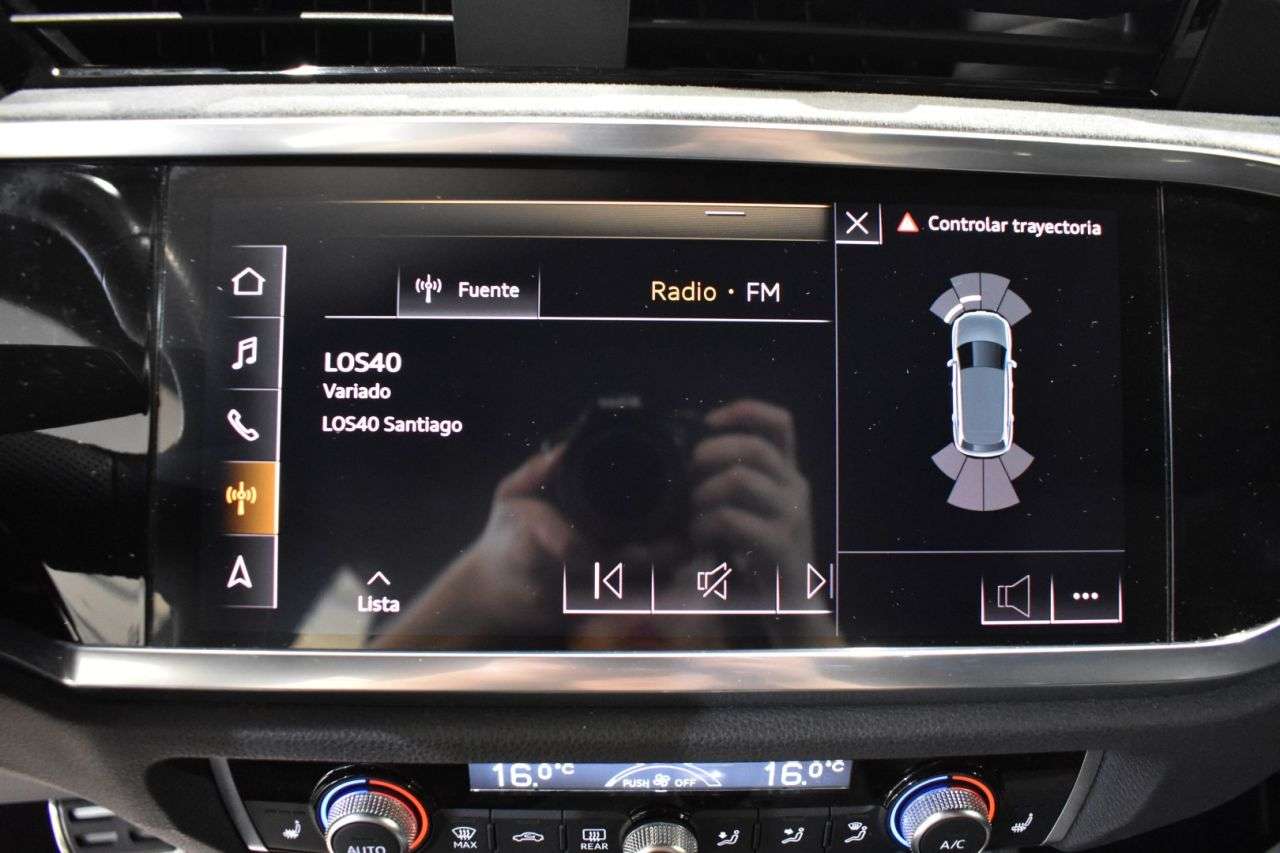 Controlar trayectoria
Fuente
Radio • FM
LOS40
Variado
LOS40 Santiago
Lista
•••
16.0°C
PUSH OFF
16.0°C
AUTO
MAX
REAR
A/C